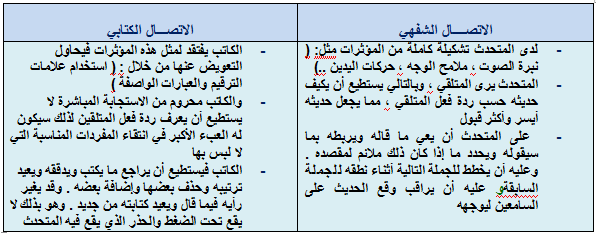 الاتصـــال الشفهي
- لدى المتحدث تشكيلة كاملة من المؤثرات مثل: (
نبرة الصوت ، ملامح الوجه ، حركات اليدين ..)
- المتحدث يرى المتلقي ، وبالتالي يستطيع أن يكيف
حديثه حسب ردة فعل المتلقي ، مما يجعل حديثه
أيسر وأكثر قبول
- على المتحدث أن يعي ما قاله ويربطه بما
سيقوله ويحدد ما إذا كان ذلك ملائم لمقصده .
وعليه أن يخطط للجملة التالية أثناء نطقه للجملة
السابقةو عليه أن يراقب وقع الحديث على
السامعين ليوجهه
الاتصـــال الكتابي
- الكاتب يفتقد لمثل هذه المؤثرات فيحاول
التعويض عنها من خلال : ( استخدام علامات
الترقيم والعبارات الواصفة )
- والكاتب محروم من الاستجابة المباشرة لا
يستطيع أن يعرف ردة فعل المتلقين لذلك سيكون
له العبء الأكبر في انتقاء المفردات المناسبة التي
لا لبس بها
- الكاتب فيستطيع أن يراجع ما يكتب ويدققه ويعيد
ترتيبه وحذف بعضها وإضافة بعضه . وقد يغير
رأيه فيما قال ويعيد كتابته من جديد . وهو بذلك لا
يقع تحت الضغط والحذر الذي يقع فيه المتحدث